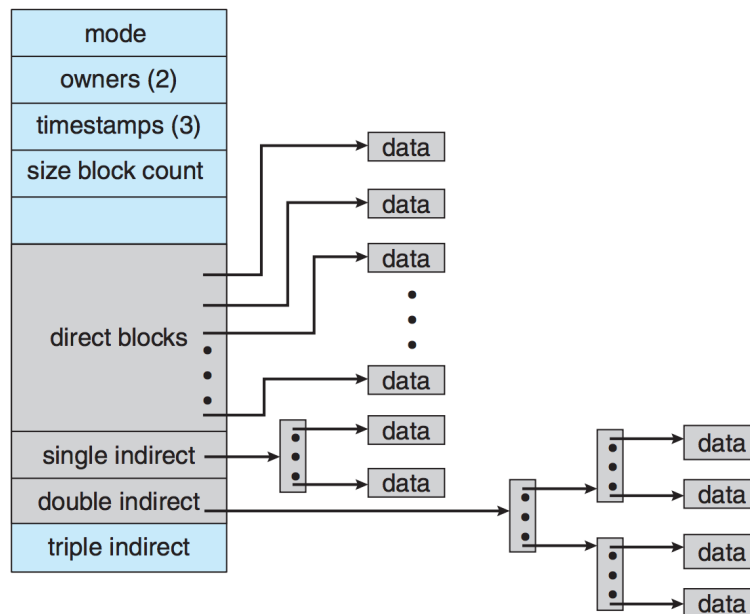 mode
owners (2)
timestamps (3)
size block count
direct blocks
single indirect
double indirect
triple indirect
data
data
data
data
data
data
data
data
data
data